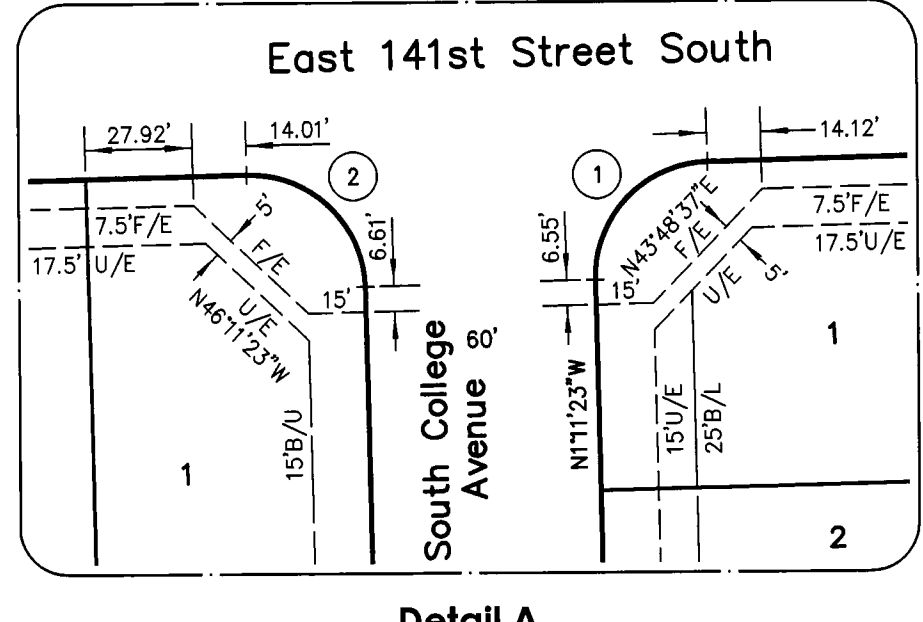 East 141st Street South
27.92'
14.01'
14.12'
2
1
5'
F/E
6.61'
6.55'
N43°48'37"E
F/E
7.5'F/E
7.5'F/E
17.5' U/E
17.5'U/E
15'
15'
U/E
U/E
5'
N46°11'23"W
60'
South College
Avenue
N1°11'23"W
1
15'B/U
15'U/E
25'B/L
1
2
Detail A